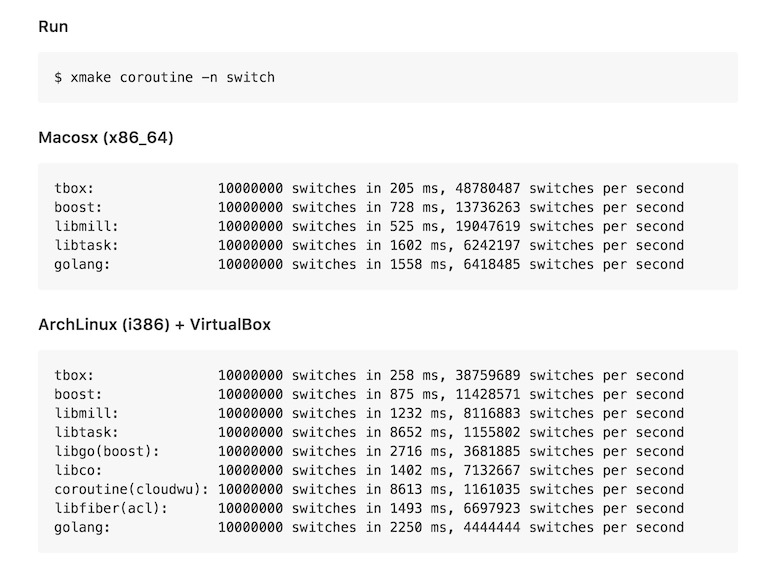 Run
$ xmake coroutine -n switch
Macosx (x86_64)
tbox: 10000000 switches in 205 ms, 48780487 switches per second
boost: 10000000 switches in 728 ms, 13736263 switches per second
libmill: 10000000 switches in 525 ms, 19047619 switches per second
libtask: 10000000 switches in 1602 ms, 6242197 switches per second
golang: 10000000 switches in 1558 ms, 6418485 switches per second
ArchLinux (i386) + VirtualBox
tbox: 10000000 switches in 258 ms, 38759689 switches per second
boost: 10000000 switches in 875 ms, 11428571 switches per second
libmill: 10000000 switches in 1232 ms, 8116883 switches per second
libtask: 10000000 switches in 8652 ms, 1155802 switches per second
libgo(boost): 10000000 switches in 2716 ms, 3681885 switches per second
libco: 10000000 switches in 1402 ms, 7132667 switches per second
coroutine(cloudwu): 10000000 switches in 8613 ms, 1161035 switches per second
libfiber(acl): 10000000 switches in 1493 ms, 6697923 switches per second
golang: 10000000 switches in 2250 ms, 4444444 switches per second